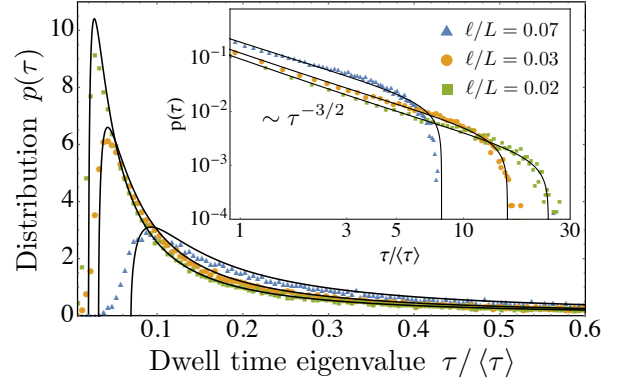 Distribution p(τ)
10
8
6
4
2
0
0.1 0.2 0.3 0.4 0.5 0.6
Dwell time eigenvalue τ/⟨τ⟩
p(τ)
10⁻¹
10⁻²
10⁻³
10⁻⁴
1 3 5 10 30
τ/⟨τ⟩
∼ τ⁻³/²
ℓ/L = 0.07
ℓ/L = 0.03
ℓ/L = 0.02